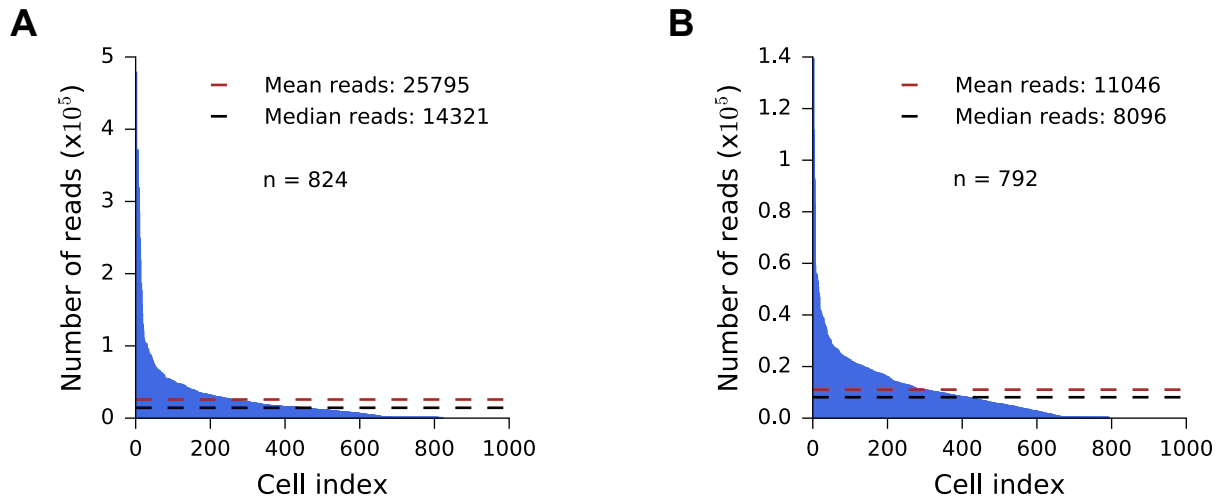 A
Number of reads (x10⁵)
5
4
3
2
1
0
Mean reads: 25795
Median reads: 14321
n = 824
0 200 400 600 800 1000
Cell index
B
Number of reads (x10⁵)
1.4
1.2
1
0.8
0.6
0.4
0.2
0.0
Mean reads: 11046
Median reads: 8096
n = 792
0 200 400 600 800 1000
Cell index